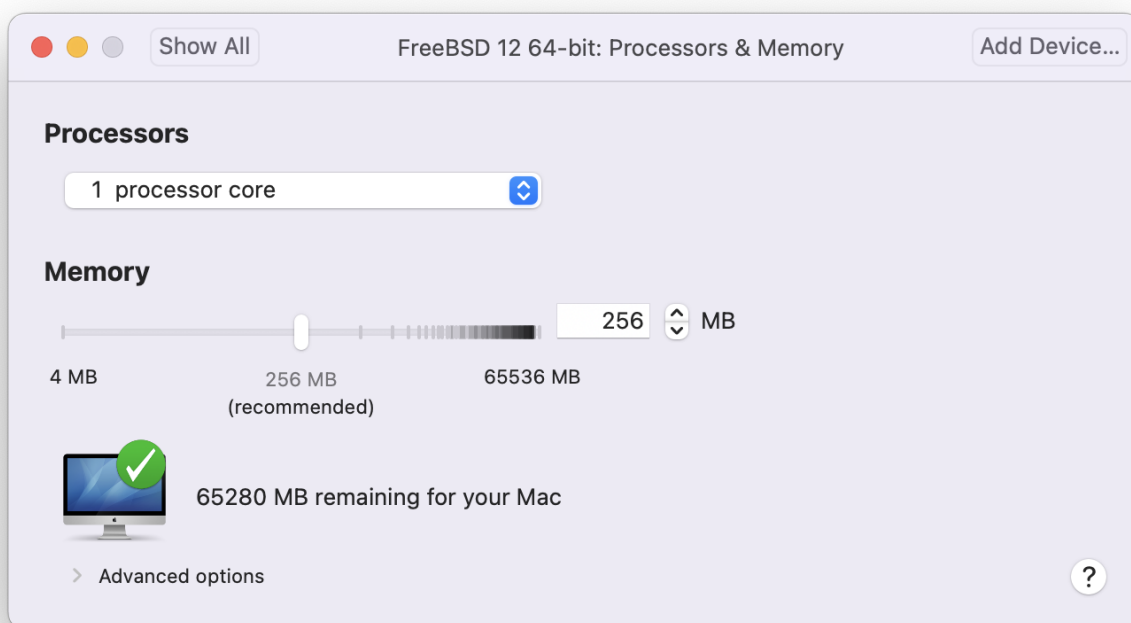 Show All FreeBSD 12 64-bit: Processors & Memory Add Device...
Processors
1 processor core
Memory
256 MB
4 MB 256 MB 65536 MB
(recommended)
65280 MB remaining for your Mac
Advanced options ?